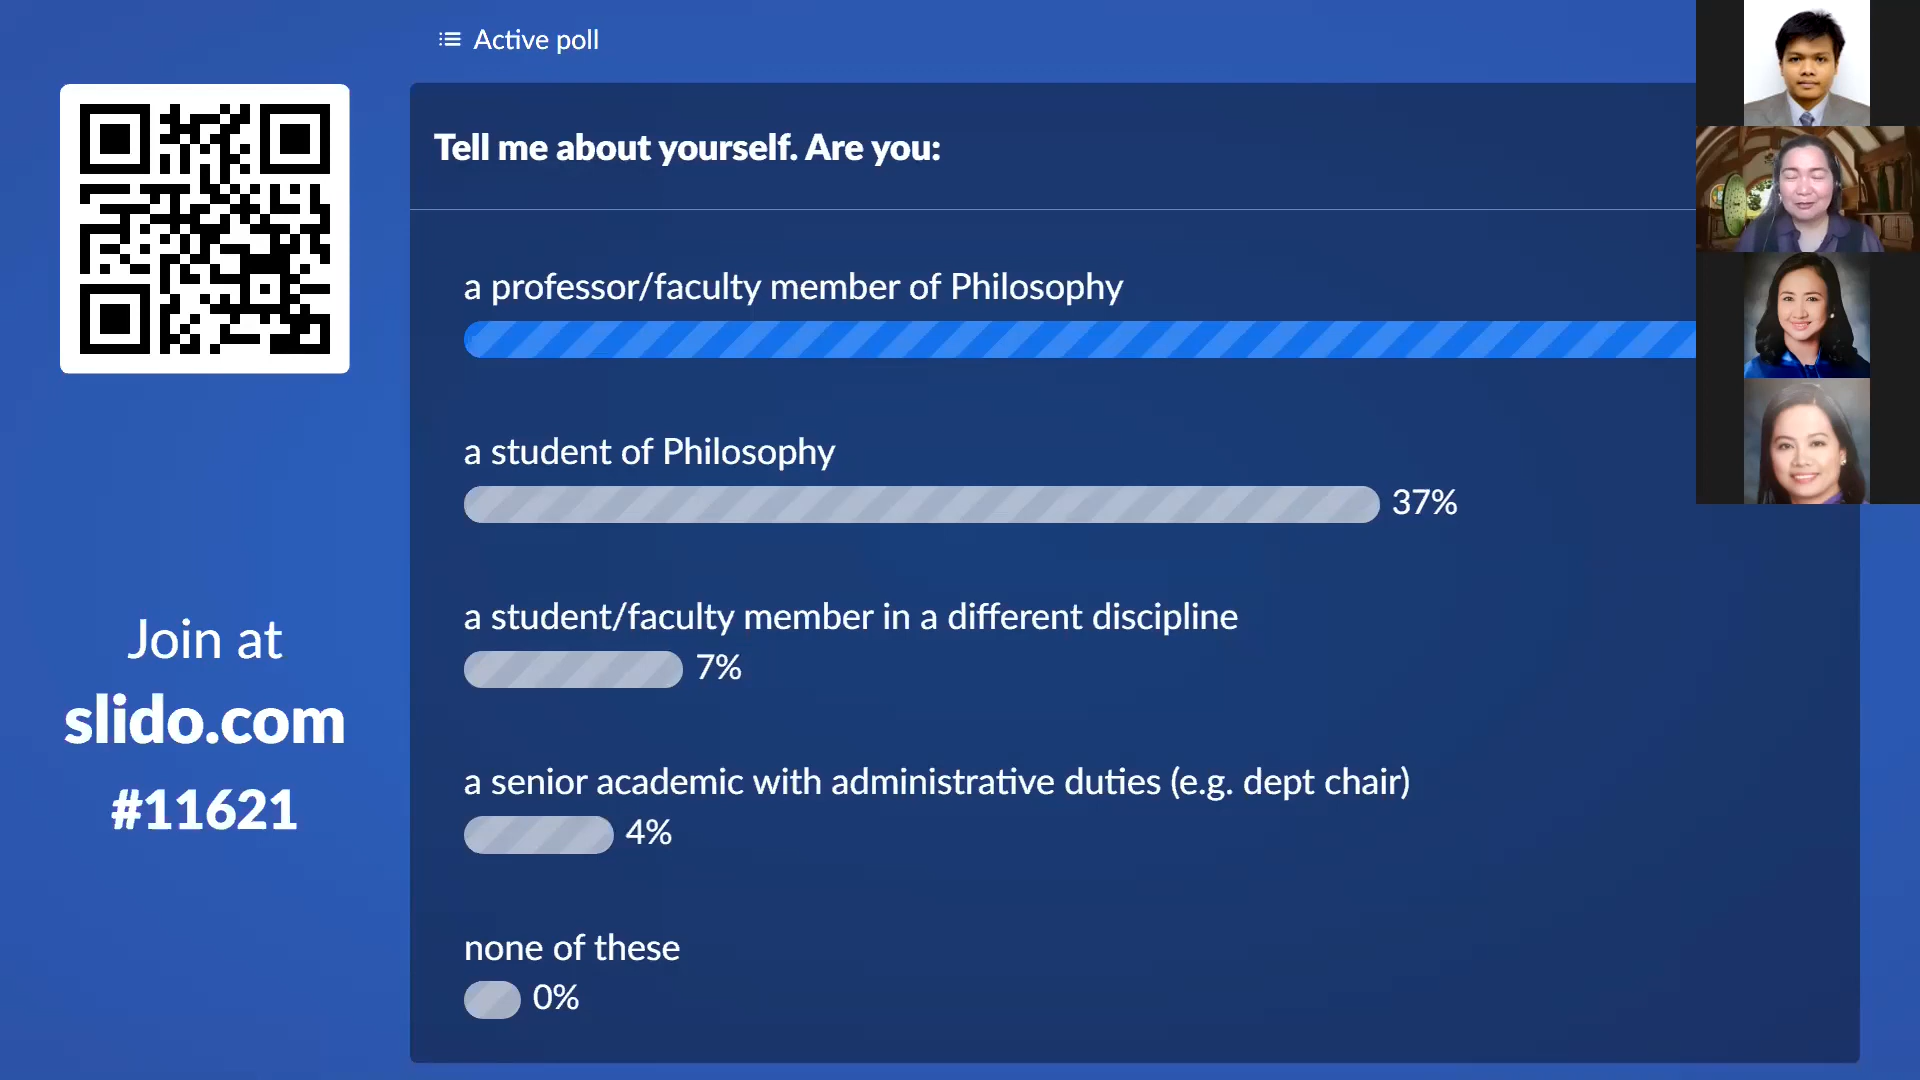 Active poll
Tell me about yourself. Are you:
a professor/faculty member of Philosophy
a student of Philosophy
37%
a student/faculty member in a different discipline
7%
a senior academic with administrative duties (e.g. dept chair)
4%
none of these
0%
Join at
slido.com
#11621